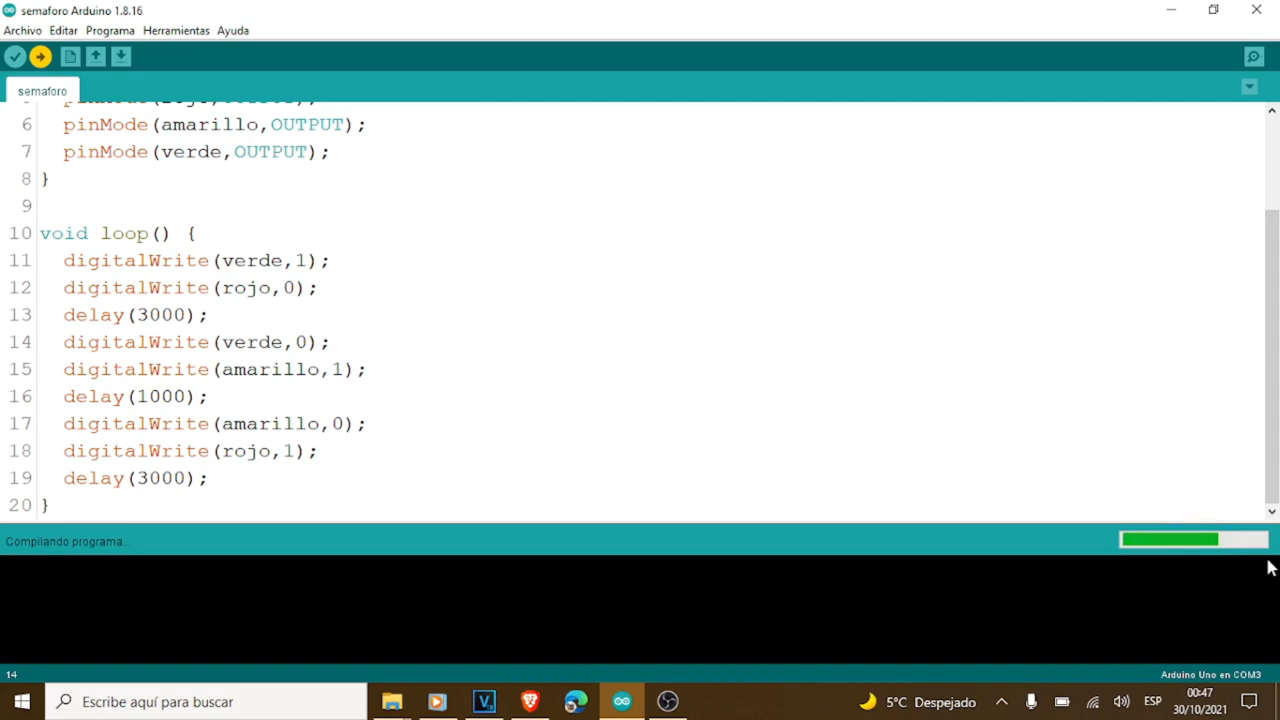 semaforo Arduino 1.8.16
Archivo Editar Programa Herramientas Ayuda
semaforo
6 pinMode(amarillo,OUTPUT);
7 pinMode(verde,OUTPUT);
8 }
9
10 void loop() {
11 digitalWrite(verde,1);
12 digitalWrite(rojo,0);
13 delay(3000);
14 digitalWrite(verde,0);
15 digitalWrite(amarillo,1);
16 delay(1000);
17 digitalWrite(amarillo,0);
18 digitalWrite(rojo,1);
19 delay(3000);
20 }
Compilando programa...
14 Arduino Uno en COM3
Escribe aquí para buscar
5°C Despejado
ESP
00:47
30/10/2021